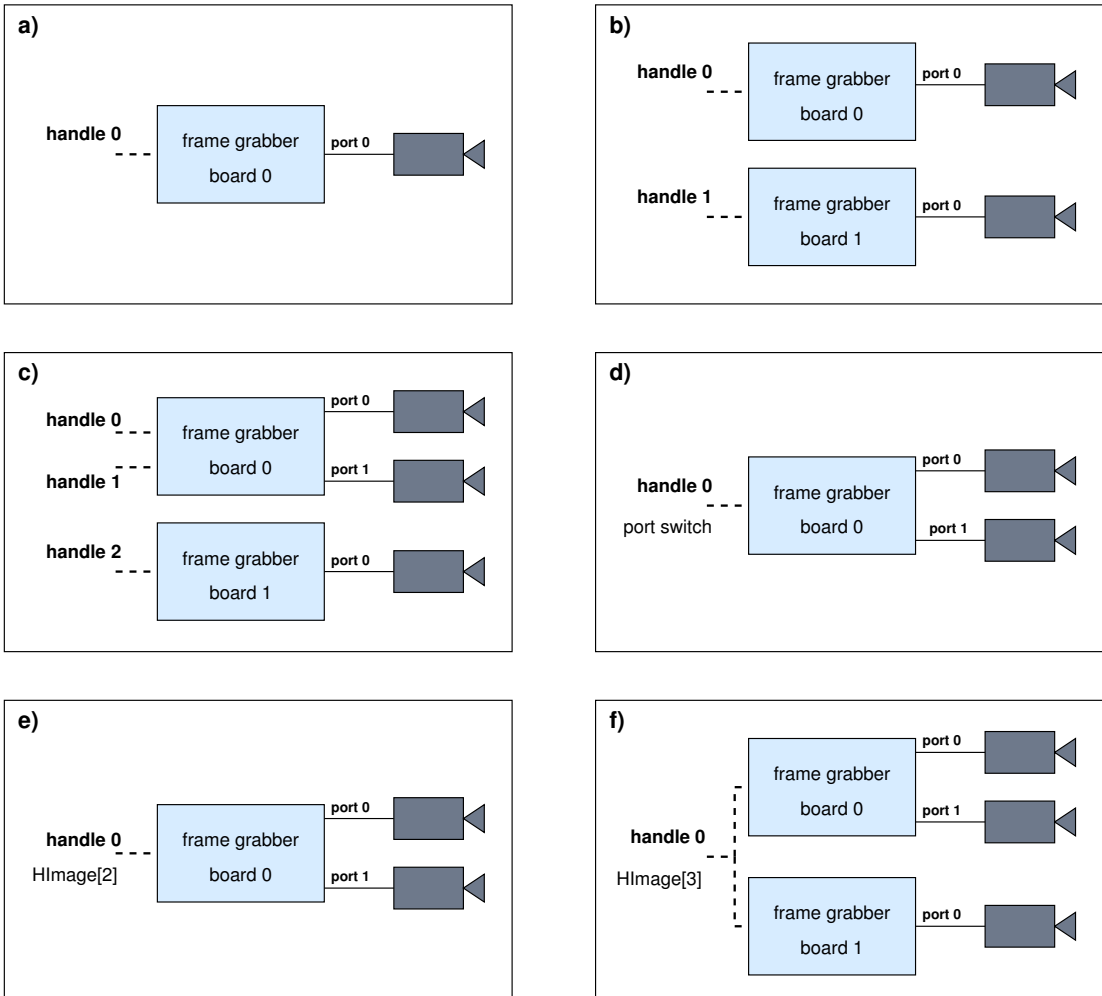 a)
handle 0
frame grabber
board 0
port 0
b)
handle 0
frame grabber
board 0
port 0
handle 1
frame grabber
board 1
port 0
c)
handle 0
handle 1
frame grabber
board 0
port 0
port 1
handle 2
frame grabber
board 1
port 0
d)
handle 0
port switch
frame grabber
board 0
port 0
port 1
e)
handle 0
HImage[2]
frame grabber
board 0
port 0
port 1
f)
handle 0
HImage[3]
frame grabber
board 0
port 0
port 1
frame grabber
board 1
port 0